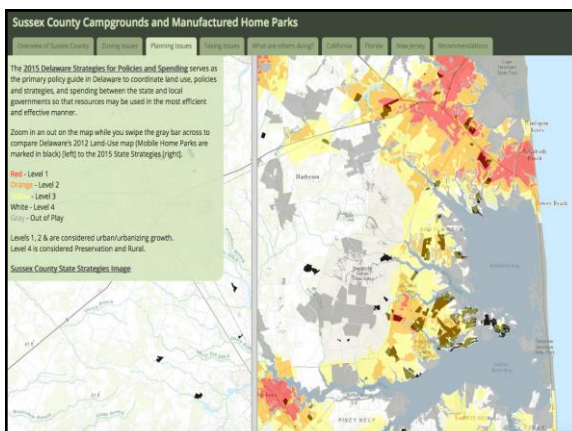 Sussex County Campgrounds and Manufactured Home Parks
Overview of Sussex County
Zoning Issues
Planning Issues
Taxing Issues
What are others doing?
California
Florida
New Jersey
Recommendations
The 2015 Delaware Strategies for Policies and Spending serves as
the primary policy guide in Delaware to coordinate land use, policies
and strategies, and spending between the state and local
governments so that resources may be used in the most efficient
and effective manner.
Zoom in an out on the map while you swipe the gray bar across to
compare Delaware's 2012 Land-Use map (Mobile Home Parks are
marked in black) [left] to the 2015 State Strategies [right].
Red - Level 1
Orange - Level 2
- Level 3
White - Level 4
Gray - Out of Play
Levels 1, 2 & are considered urban/urbanizing growth.
Level 4 is considered Preservation and Rural.
Sussex County State Strategies Image
PINEY NECK